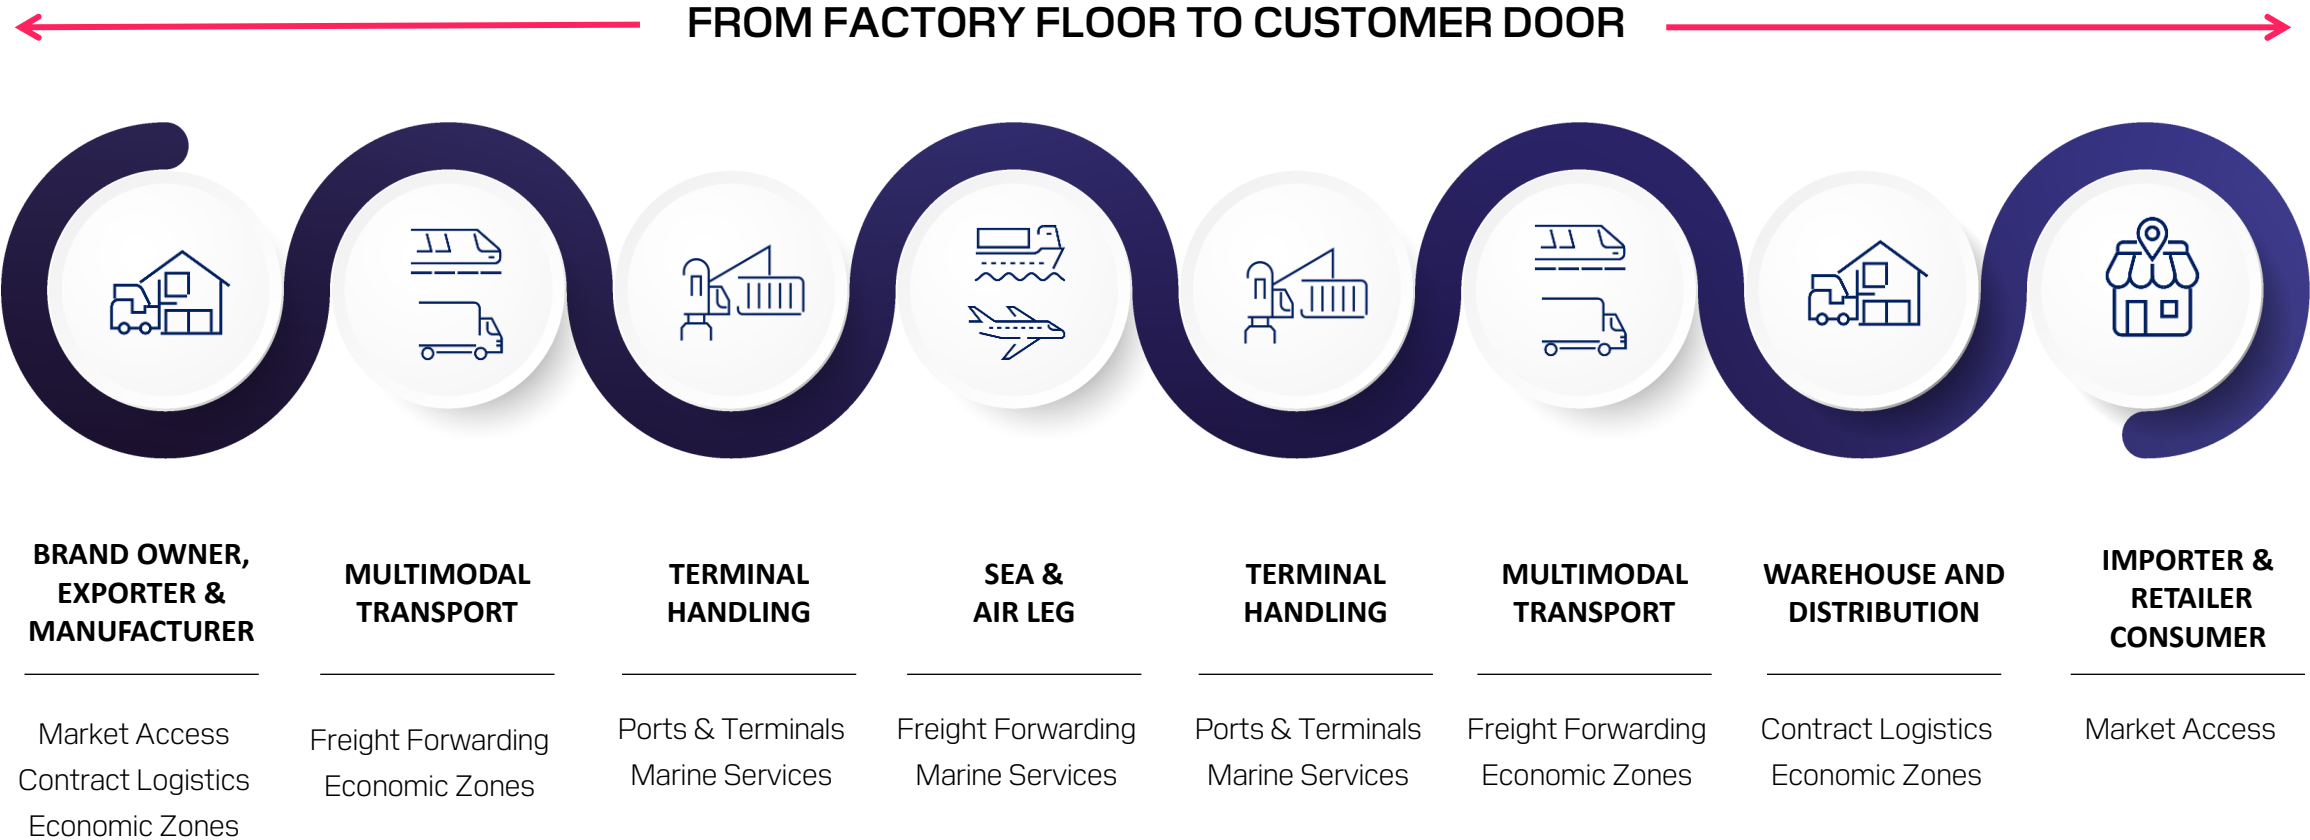 FROM FACTORY FLOOR TO CUSTOMER DOOR
BRAND OWNER,
EXPORTER &
MANUFACTURER
Market Access
Contract Logistics
Economic Zones
MULTIMODAL
TRANSPORT
Freight Forwarding
Economic Zones
TERMINAL
HANDLING
Ports & Terminals
Marine Services
SEA &
AIR LEG
Freight Forwarding
Marine Services
TERMINAL
HANDLING
Ports & Terminals
Marine Services
MULTIMODAL
TRANSPORT
Freight Forwarding
Economic Zones
WAREHOUSE AND
DISTRIBUTION
Contract Logistics
Economic Zones
IMPORTER &
RETAILER
CONSUMER
Market Access